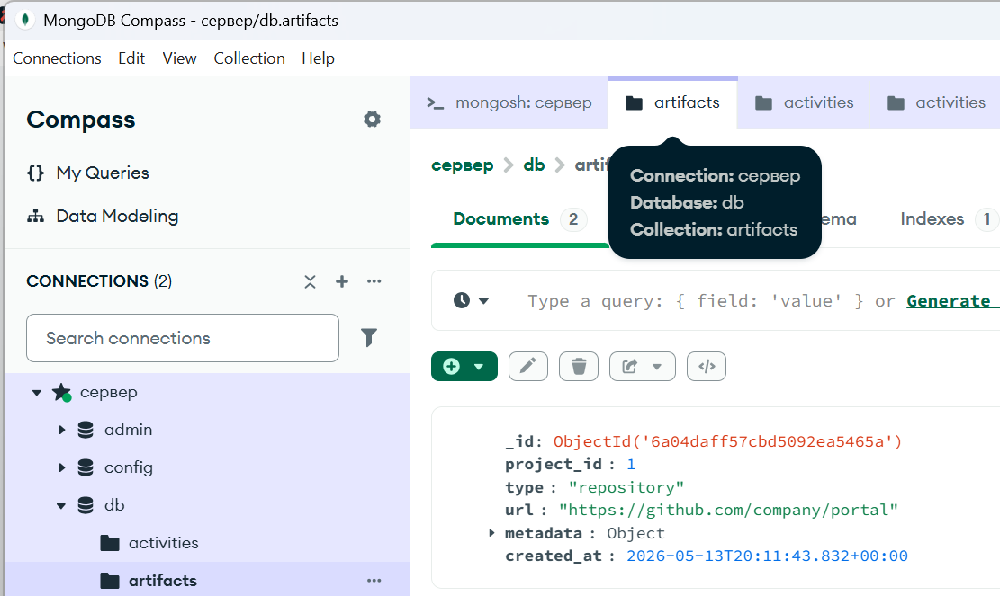 MongoDB Compass - сервер/db.artifacts
Connections Edit View Collection Help
Compass
My Queries
Data Modeling
CONNECTIONS (2)
Search connections
сервер
admin
config
db
activities
artifacts
mongosh: сервер
artifacts
activities
activities
сервер > db >
Connection: сервер
Database: db
Collection: artifacts
Documents 2
Indexes 1
Type a query: { field: 'value' } or Generate
_id: ObjectId('6a04daff57cbd5092ea5465a')
project_id : 1
type : "repository"
url : "https://github.com/company/portal"
metadata : Object
created_at : 2026-05-13T20:11:43.832+00:00